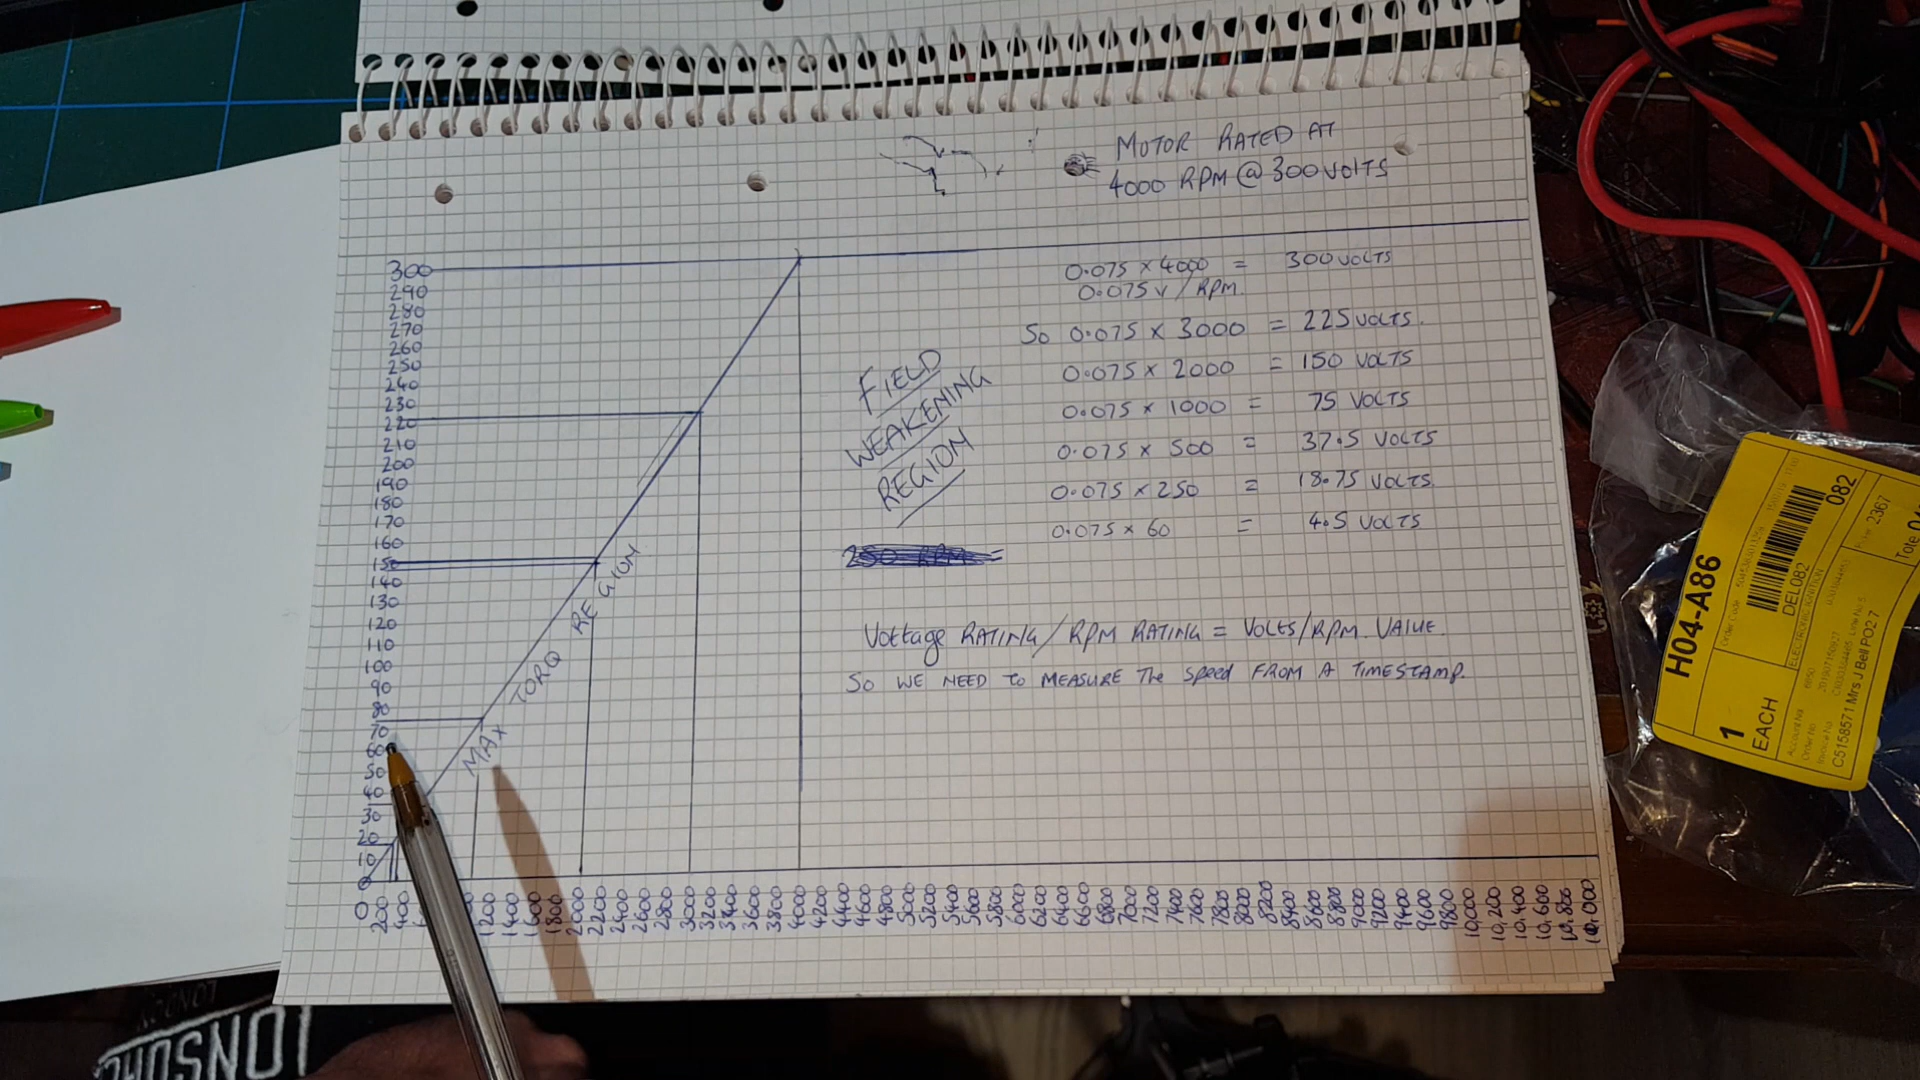 MOTOR RATED AT
4000 RPM @ 300 VOLTS
300
290
280
270
260
250
240
230
220
210
200
190
180
170
160
150
140
130
120
110
100
90
80
70
60
50
40
30
20
10
0
FIELD
WEAKENING
REGION
MAX TORQ REGION
0.075 x 4000 = 300 VOLTS
0.075 V / RPM
So 0.075 x 3000 = 225 VOLTS.
0.075 x 2000 = 150 VOLTS
0.075 x 1000 = 75 VOLTS
0.075 x 500 = 37.5 VOLTS
0.075 x 250 = 18.75 VOLTS
0.075 x 60 = 4.5 VOLTS
Voltage RATING / RPM RATING = VOLTS/RPM. VALUE.
So WE NEED to MEASURE The Speed FROM A TIMESTAMP.
0 200 400 1200 1400 1600 1800 2000 2200 2400 2600 2800 3000 3200 3400 3600 3800 4000 4200 4400 4600 4800 5000 5200 5400 5600 5800 6000 6200 6400 6600 6800 7000 7200 7400 7600 7800 8000 8200 8400 8600 8800 9000 9200 9400 9600 9800 10,000 10,200 10,400 10,600 10,800
H04-A86
1
EACH
DEL082
082
2367
C5158571 Mrs J Bell PO27